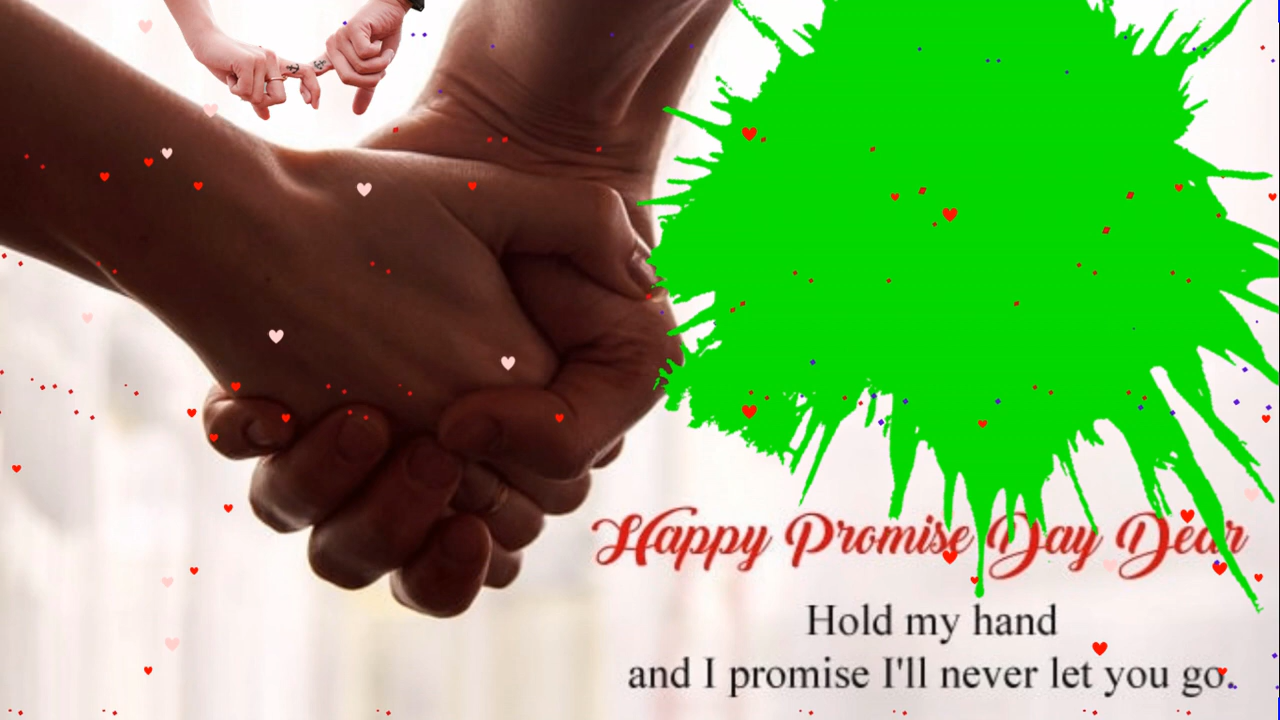 Happy Promise Day Dear
Hold my hand
and I promise I'll never let you go.